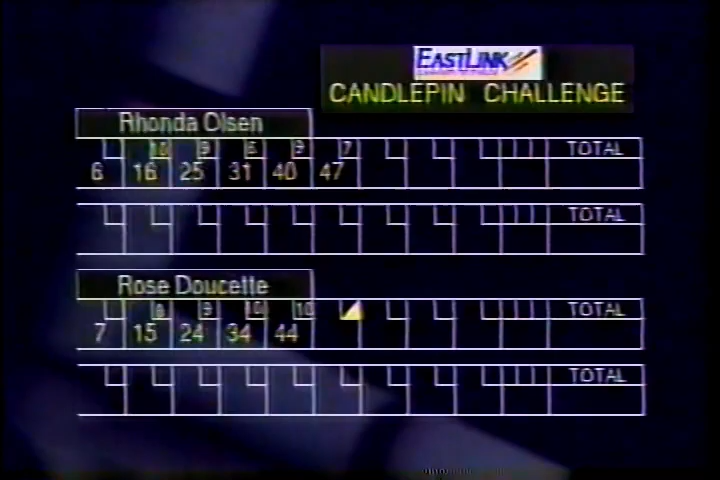 EASTLINK
CANDLEPIN CHALLENGE
Rhonda Olsen
10 9 6 9 7 TOTAL
6 16 25 31 40 47
TOTAL
Rose Doucette
8 9 10 10 TOTAL
7 15 24 34 44
TOTAL